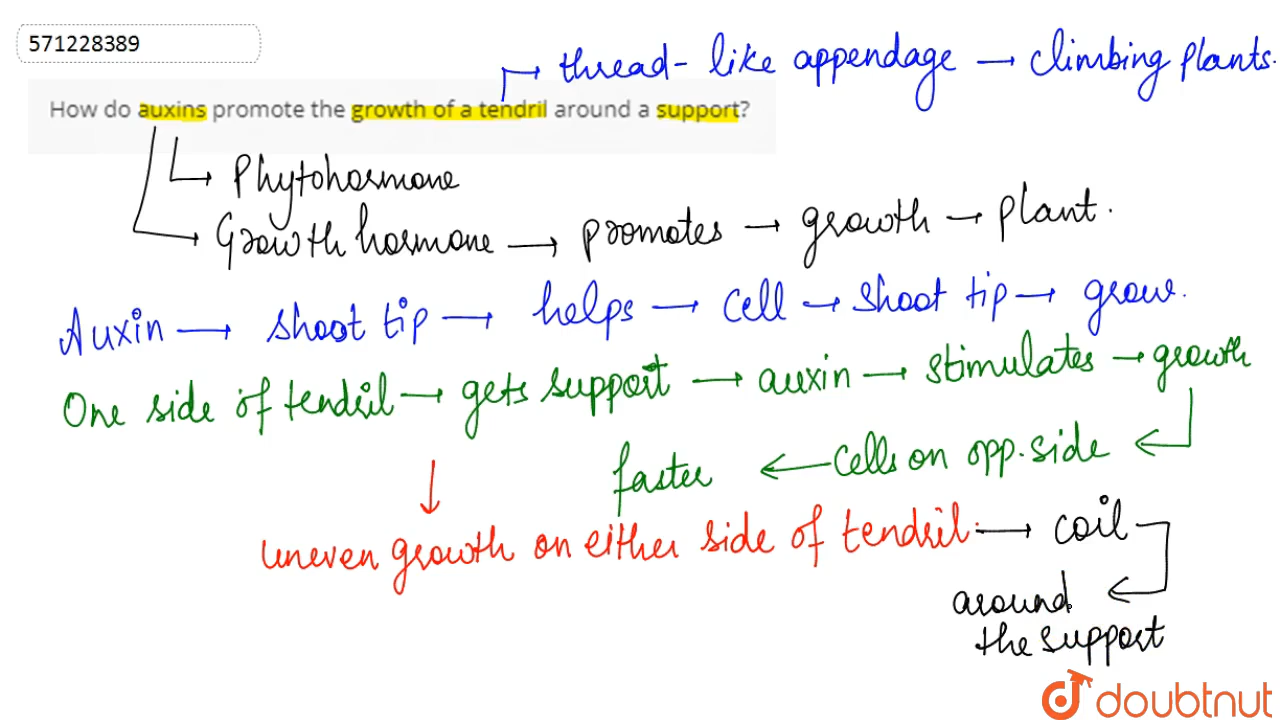 571228389
→ thread-like appendage → climbing plants.
How do auxins promote the growth of a tendril around a support?
→ Phytohormone
→ Growth hormone → promotes → growth → plant.
Auxin → shoot tip → helps → cell → shoot tip → grow.
One side of tendril → gets support → auxin → stimulates → growth
faster ← cells on opp. side ←
↓
uneven growth on either side of tendril. → coil
around ←
the support
doubtnut